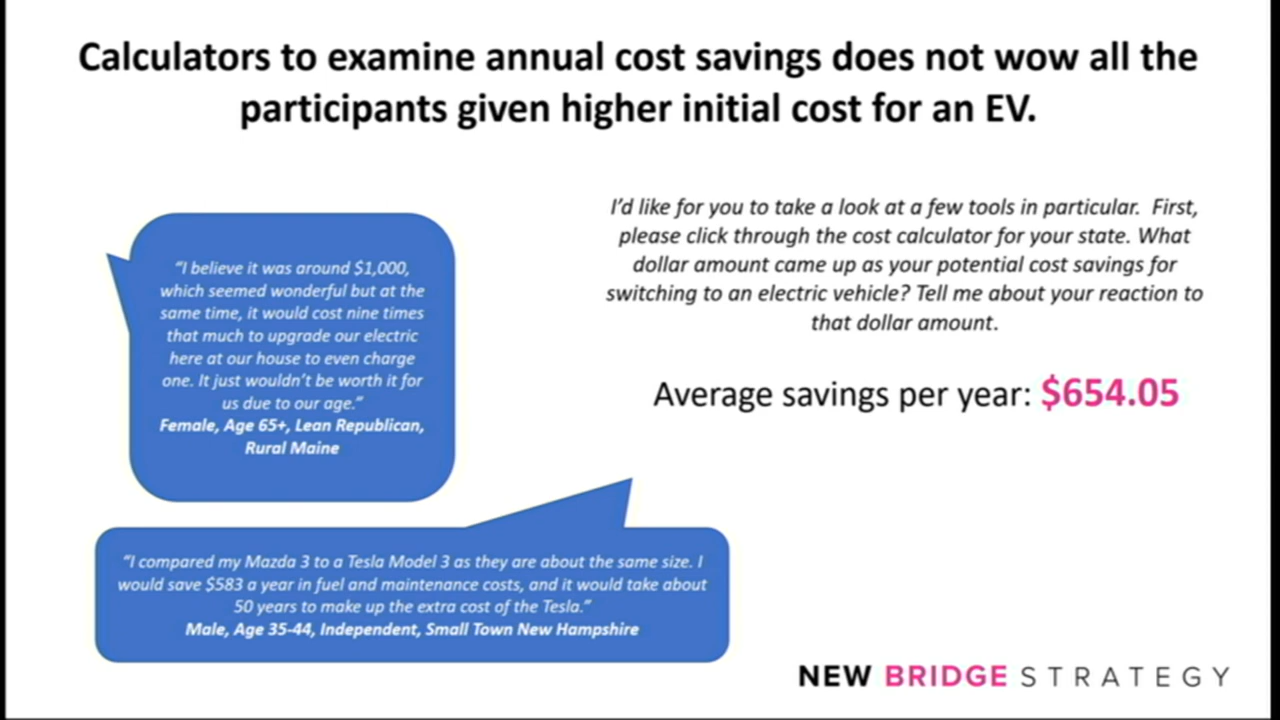 Calculators to examine annual cost savings does not wow all the
participants given higher initial cost for an EV.
“I believe it was around $1,000,
which seemed wonderful but at the
same time, it would cost nine times
that much to upgrade our electric
here at our house to even charge
one. It just wouldn’t be worth it for
us due to our age.”
Female, Age 65+, Lean Republican,
Rural Maine
I’d like for you to take a look at a few tools in particular. First,
please click through the cost calculator for your state. What
dollar amount came up as your potential cost savings for
switching to an electric vehicle? Tell me about your reaction to
that dollar amount.
Average savings per year: $654.05
“I compared my Mazda 3 to a Tesla Model 3 as they are about the same size. I
would save $583 a year in fuel and maintenance costs, and it would take about
50 years to make up the extra cost of the Tesla.”
Male, Age 35-44, Independent, Small Town New Hampshire
NEW BRIDGE STRATEGY